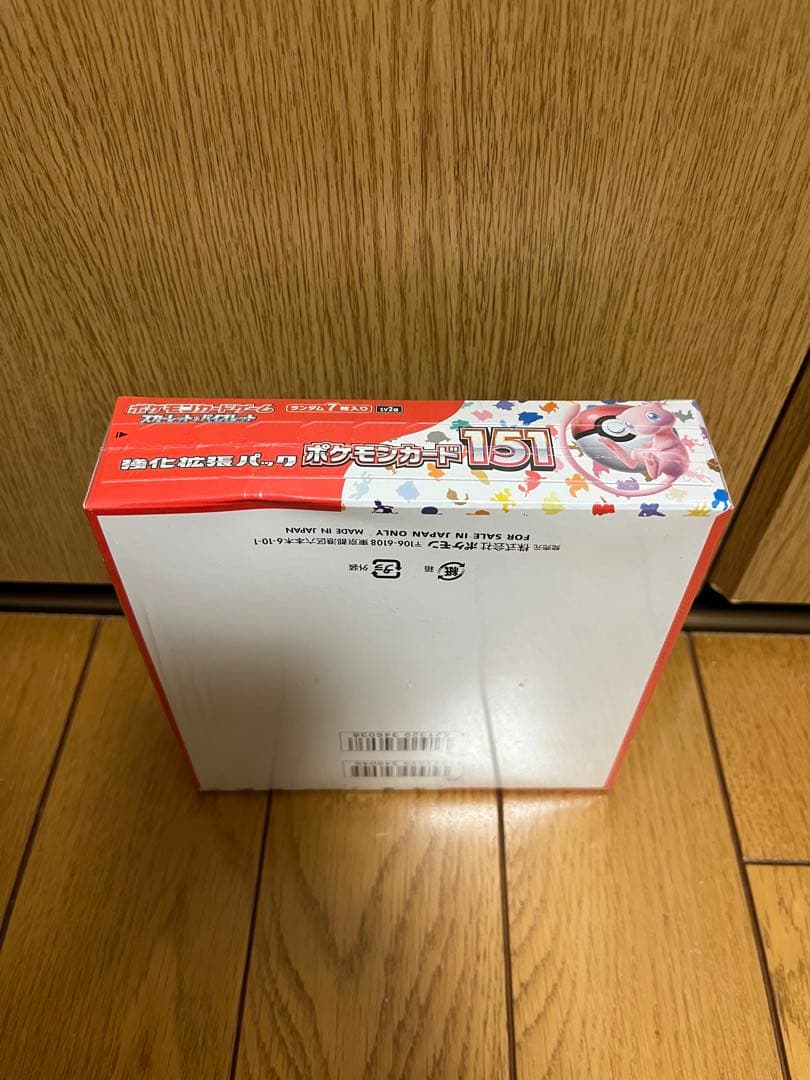 ポケモンカードゲーム
スカーレット&バイオレット
ランダム7枚入り
sv2a
強化拡張パック
ポケモンカード151
発売元 株式会社 ポケモン 〒106-6108 東京都港区六本木6-10-1
FOR SALE IN JAPAN ONLY MADE IN JAPAN
紙
箱
プラ
外装
521329 346038